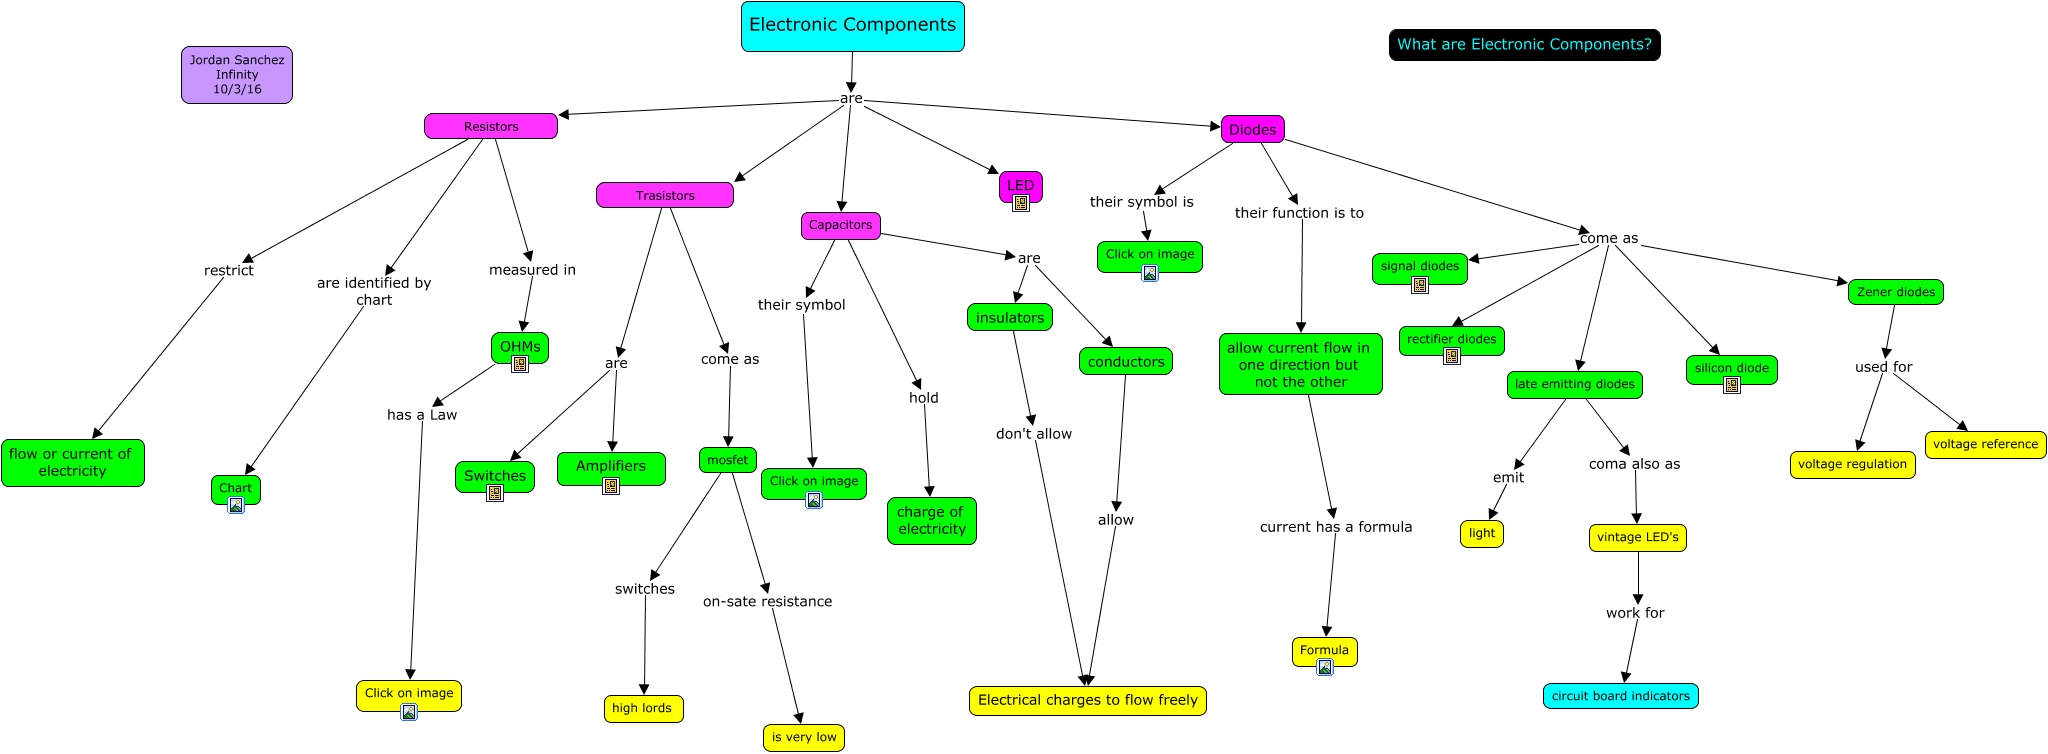 Electronic Components
What are Electronic Components?
Jordan Sanchez
Infinity
10/3/16
are
Resistors
Diodes
Trasistors
LED
Capacitors
their symbol is
their function is to
come as
restrict
are identified by
chart
measured in
their symbol
are
Click on image
signal diodes
Zener diodes
insulators
OHMs
are
come as
conductors
allow current flow in
one direction but
not the other
rectifier diodes
late emitting diodes
silicon diode
used for
has a Law
hold
don't allow
flow or current of
electricity
Chart
Switches
Amplifiers
mosfet
Click on image
charge of
electricity
allow
current has a formula
emit
coma also as
voltage regulation
voltage reference
light
vintage LED's
switches
on-sate resistance
work for
Formula
Click on image
high lords
is very low
Electrical charges to flow freely
circuit board indicators